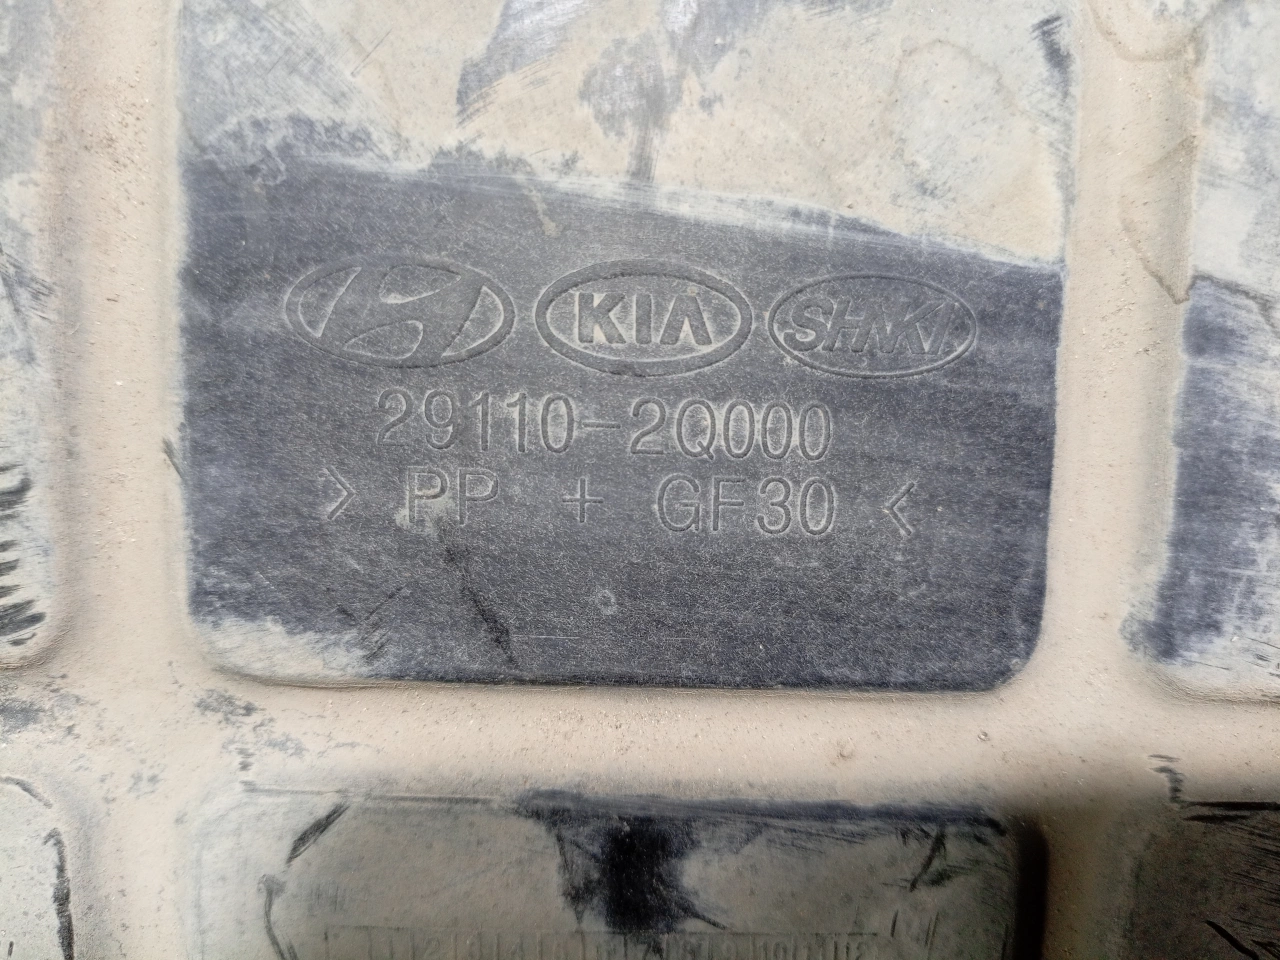 KIA SHNKI
29110-2Q000
> PP + GF30 <